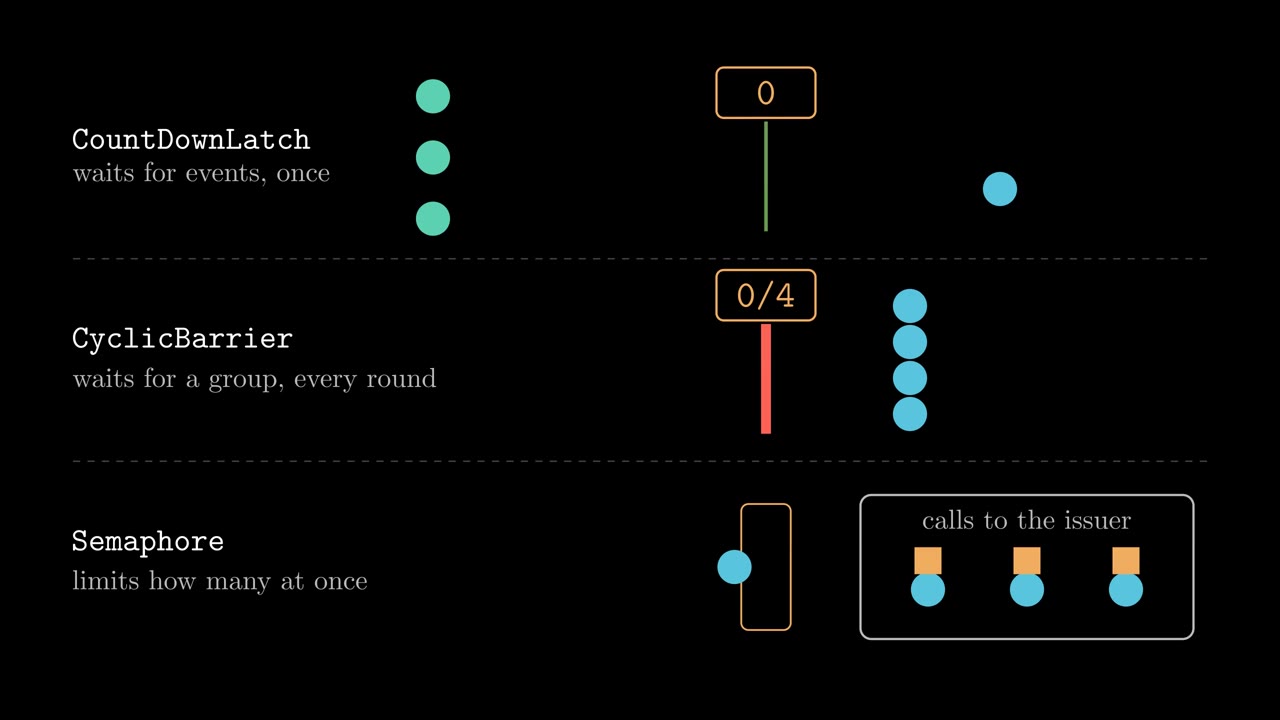 0
CountDownLatch
waits for events, once
0/4
CyclicBarrier
waits for a group, every round
calls to the issuer
Semaphore
limits how many at once